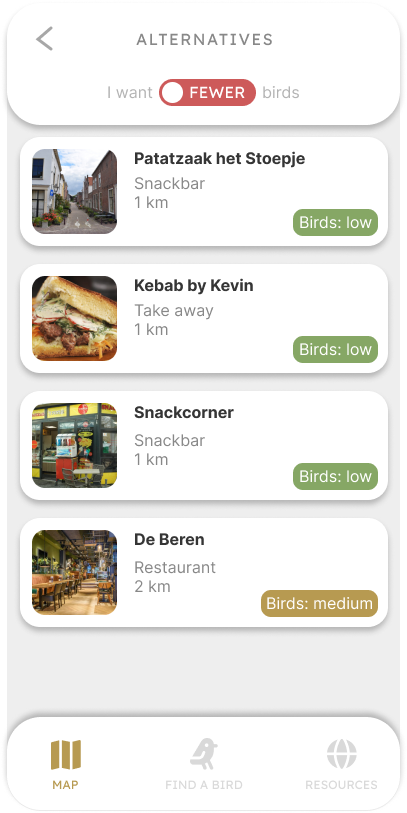 ALTERNATIVES
I want FEWER birds
Patatzaak het Stoepje
Snackbar
1 km
Birds: low
Kebab by Kevin
Take away
1 km
Birds: low
Snackcorner
Snackbar
1 km
Birds: low
De Beren
Restaurant
2 km
Birds: medium
MAP
FIND A BIRD
RESOURCES